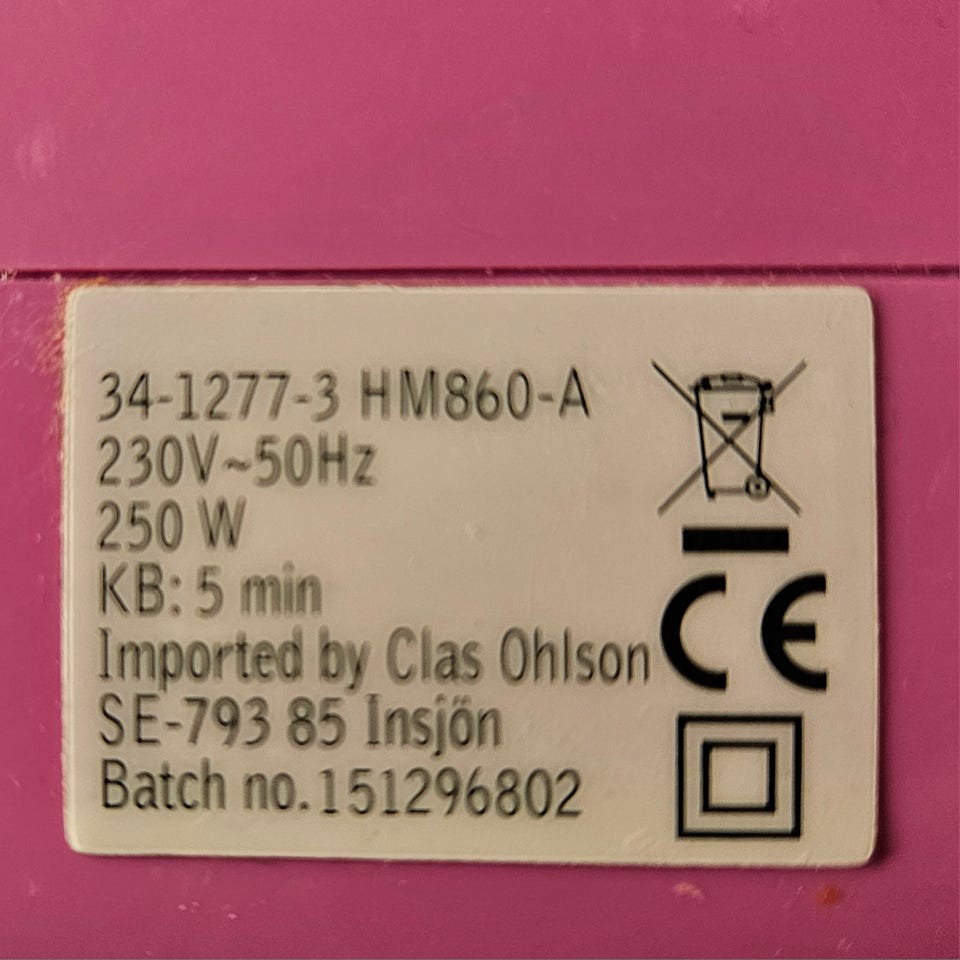 34-1277-3 HM860-A
230V~50Hz
250 W
KB: 5 min
Imported by Clas Ohlson
SE-793 85 Insjön
Batch no.151296802
CE